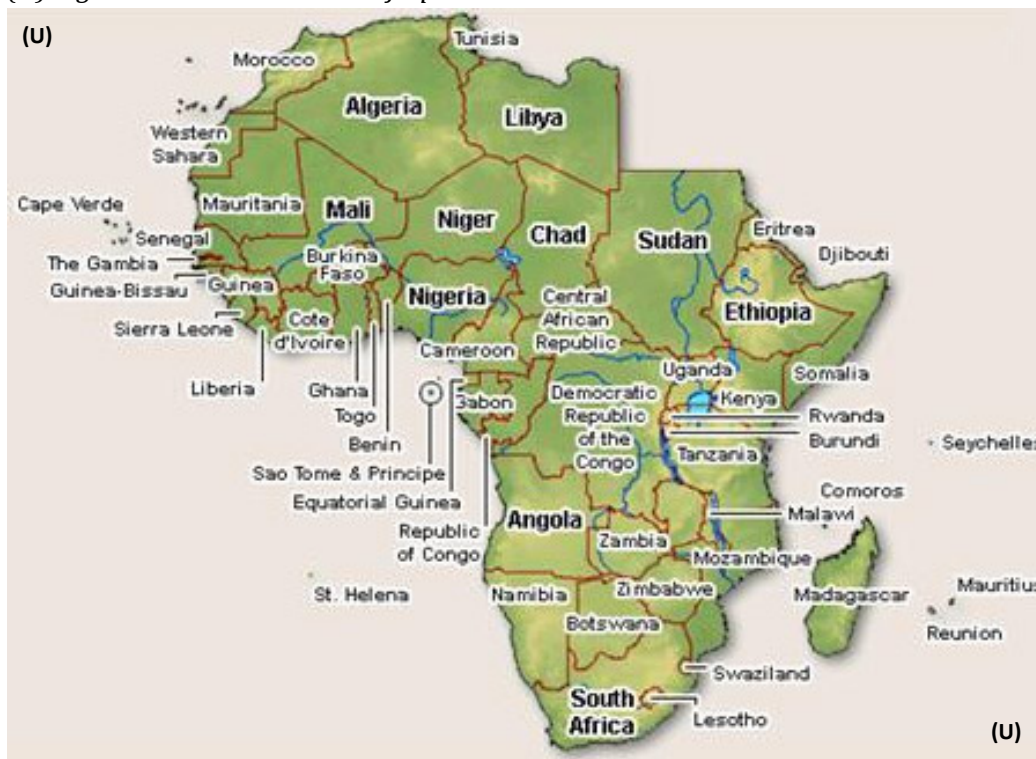 (U)
Tunisia
Morocco
Algeria
Libya
Western
Sahara
Cape Verde
Mauritania
Mali
Niger
Chad
Sudan
Eritrea
Senegal
Djibouti
The Gambia
Burkina
Faso
Guinea-Bissau
Guinea
Nigeria
Central
African
Republic
Ethiopia
Sierra Leone
Cote
d'Ivoire
Cameroon
Liberia
Ghana
Togo
Benin
Gabon
Democratic
Republic
of the
Congo
Uganda
Somalia
Kenya
Rwanda
Burundi
Seychelles
Tanzania
Sao Tome & Principe
Equatorial Guinea
Republic
of Congo
Angola
Comoros
Malawi
Zambia
Mozambique
St. Helena
Namibia
Zimbabwe
Madagascar
Mauritius
Botswana
Reunion
Swaziland
South
Africa
Lesotho
(U)